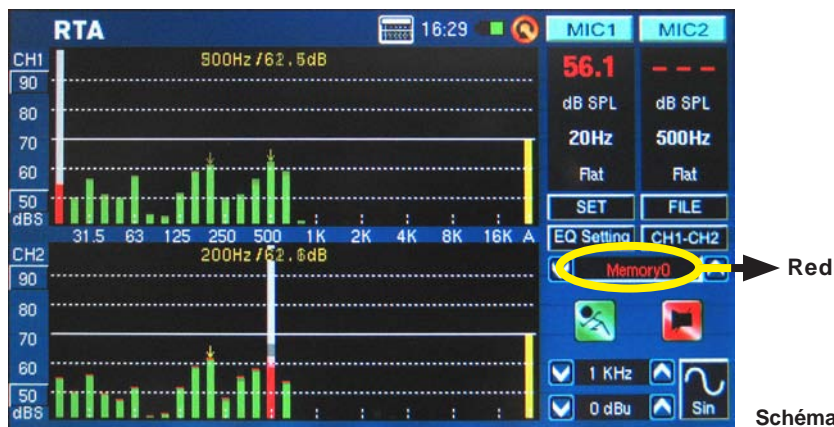 RTA 16:29 MIC1 MIC2
CH1 500Hz/62.5dB
90
80
70
60
50
dBS
31.5 63 125 250 500 1K 2K 4K 8K 16K A
56.1 - - -
dB SPL dB SPL
20Hz 500Hz
Flat Flat
SET FILE
EQ Setting CH1-CH2
Memory0 Red
CH2 200Hz/62.6dB
90
80
70
60
50
dBS
1 KHz
0 dBu Sin
Schéma